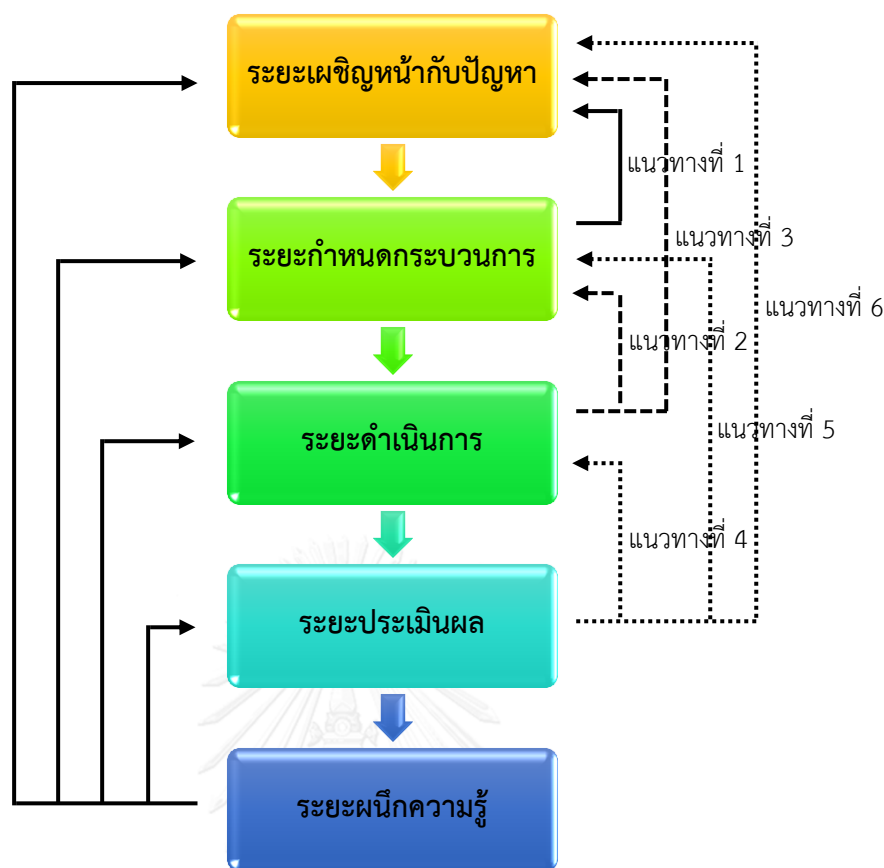 ระยะเผชิญหน้ากับปัญหา
แนวทางที่ 1
ระยะกำหนดกระบวนการ
แนวทางที่ 3
แนวทางที่ 6
แนวทางที่ 2
ระยะดำเนินการ
แนวทางที่ 5
แนวทางที่ 4
ระยะประเมินผล
ระยะผนึกความรู้